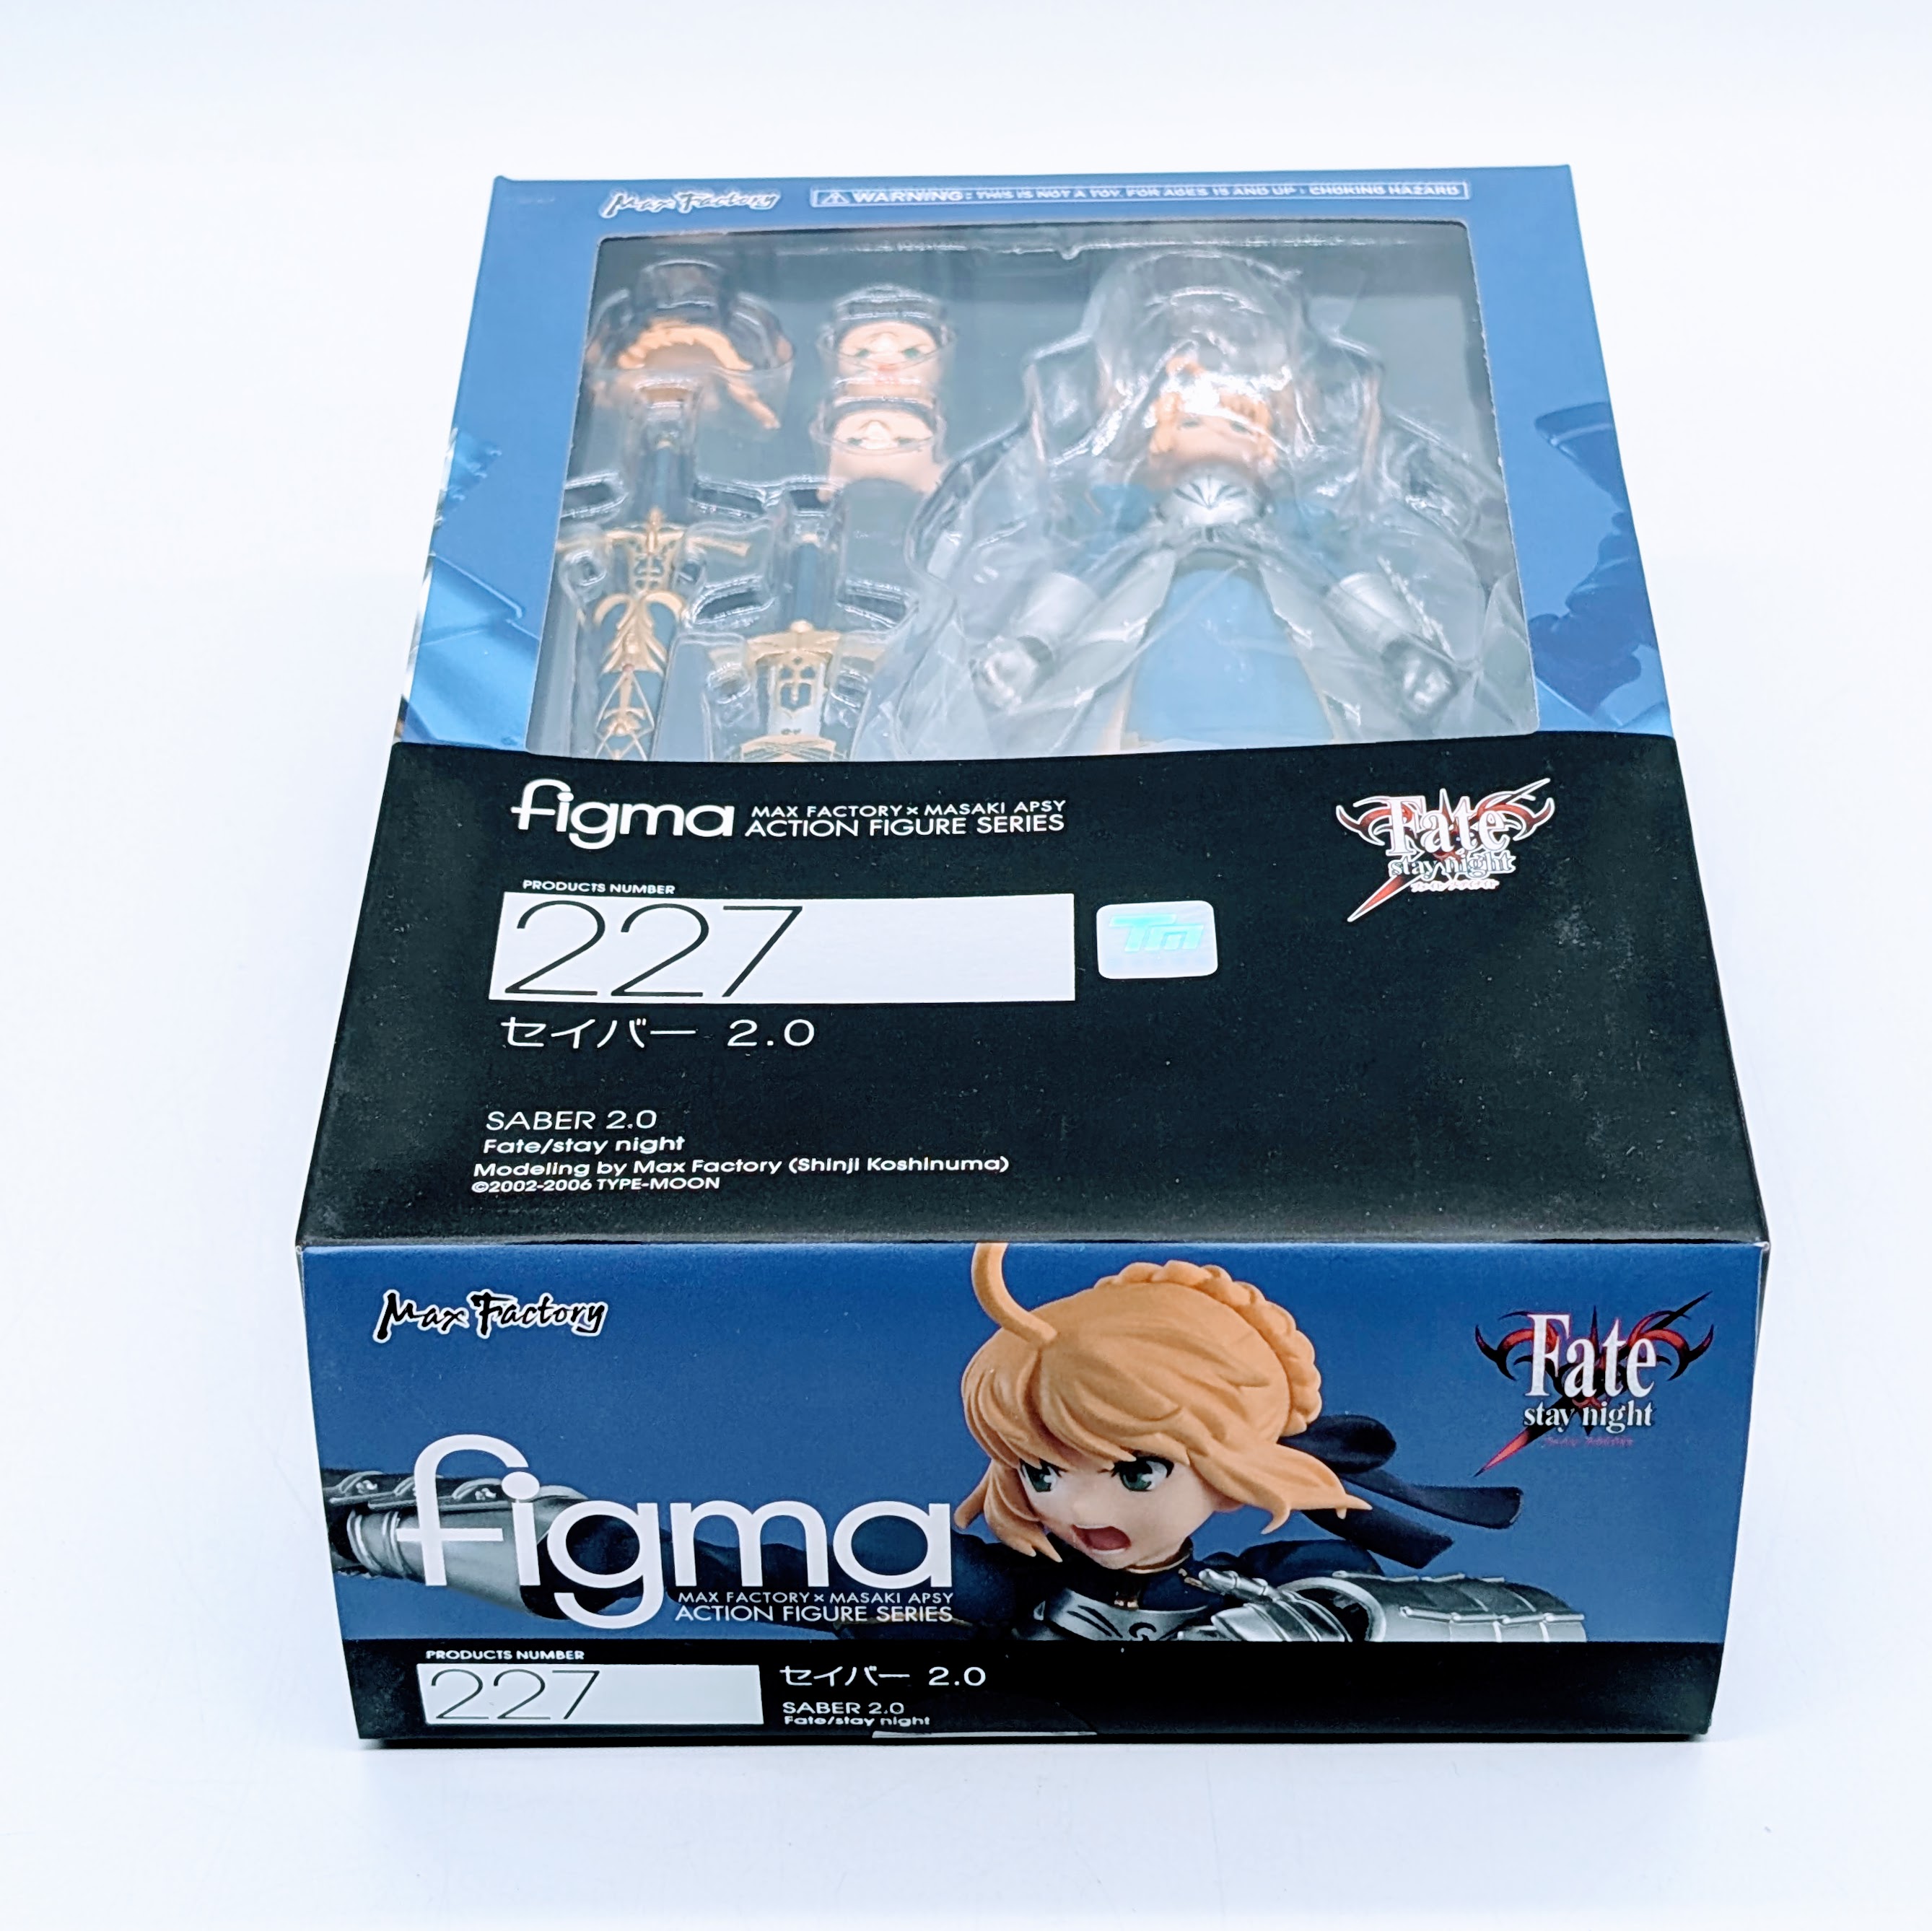 Max Factory
WARNING: THIS IS NOT A TOY. FOR AGES 15 AND UP : CHOKING HAZARD
figma
MAX FACTORY×MASAKI APSY
ACTION FIGURE SERIES
Fate
stay night
PRODUCTS NUMBER
227
セイバー 2.0
SABER 2.0
Fate/stay night
Modeling by Max Factory (Shinji Koshinuma)
©2002-2006 TYPE-MOON
Max Factory
Fate
stay night
figma
MAX FACTORY×MASAKI APSY
ACTION FIGURE SERIES
PRODUCTS NUMBER
227
セイバー 2.0
SABER 2.0
Fate/stay night